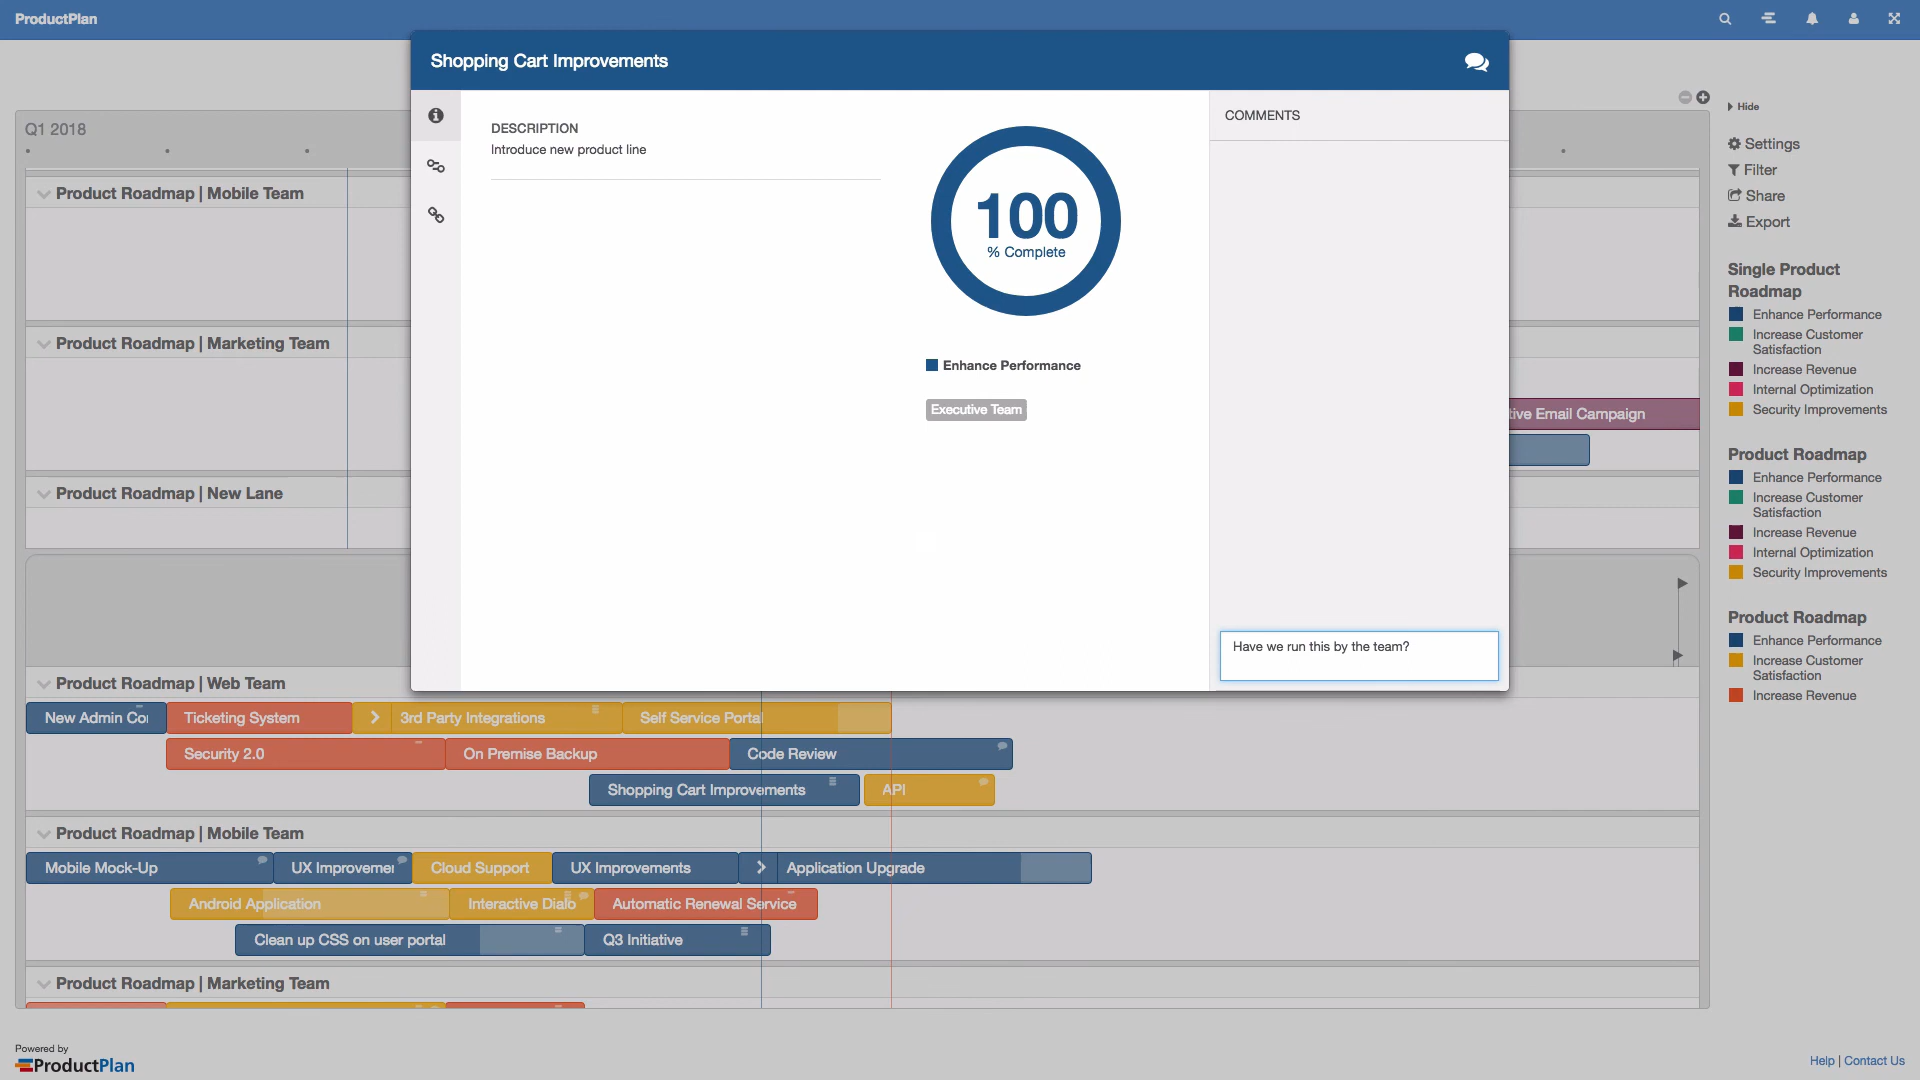 ProductPlan
Shopping Cart Improvements
DESCRIPTION
Introduce new product line
100
% Complete
Enhance Performance
Executive Team
COMMENTS
Have we run this by the team?
Q1 2018
Product Roadmap | Mobile Team
Product Roadmap | Marketing Team
tive Email Campaign
Product Roadmap | New Lane
Product Roadmap | Web Team
New Admin Co
Ticketing System
3rd Party Integrations
Self Service Portal
Security 2.0
On Premise Backup
Code Review
Shopping Cart Improvements
API
Product Roadmap | Mobile Team
Mobile Mock-Up
UX Improvemer
Cloud Support
UX Improvements
Application Upgrade
Android Application
Interactive Dialo
Automatic Renewal Service
Clean up CSS on user portal
Q3 Initiative
Product Roadmap | Marketing Team
Hide
Settings
Filter
Share
Export
Single Product
Roadmap
Enhance Performance
Increase Customer
Satisfaction
Increase Revenue
Internal Optimization
Security Improvements
Product Roadmap
Enhance Performance
Increase Customer
Satisfaction
Increase Revenue
Internal Optimization
Security Improvements
Product Roadmap
Enhance Performance
Increase Customer
Satisfaction
Increase Revenue
Powered by
ProductPlan
Help | Contact Us